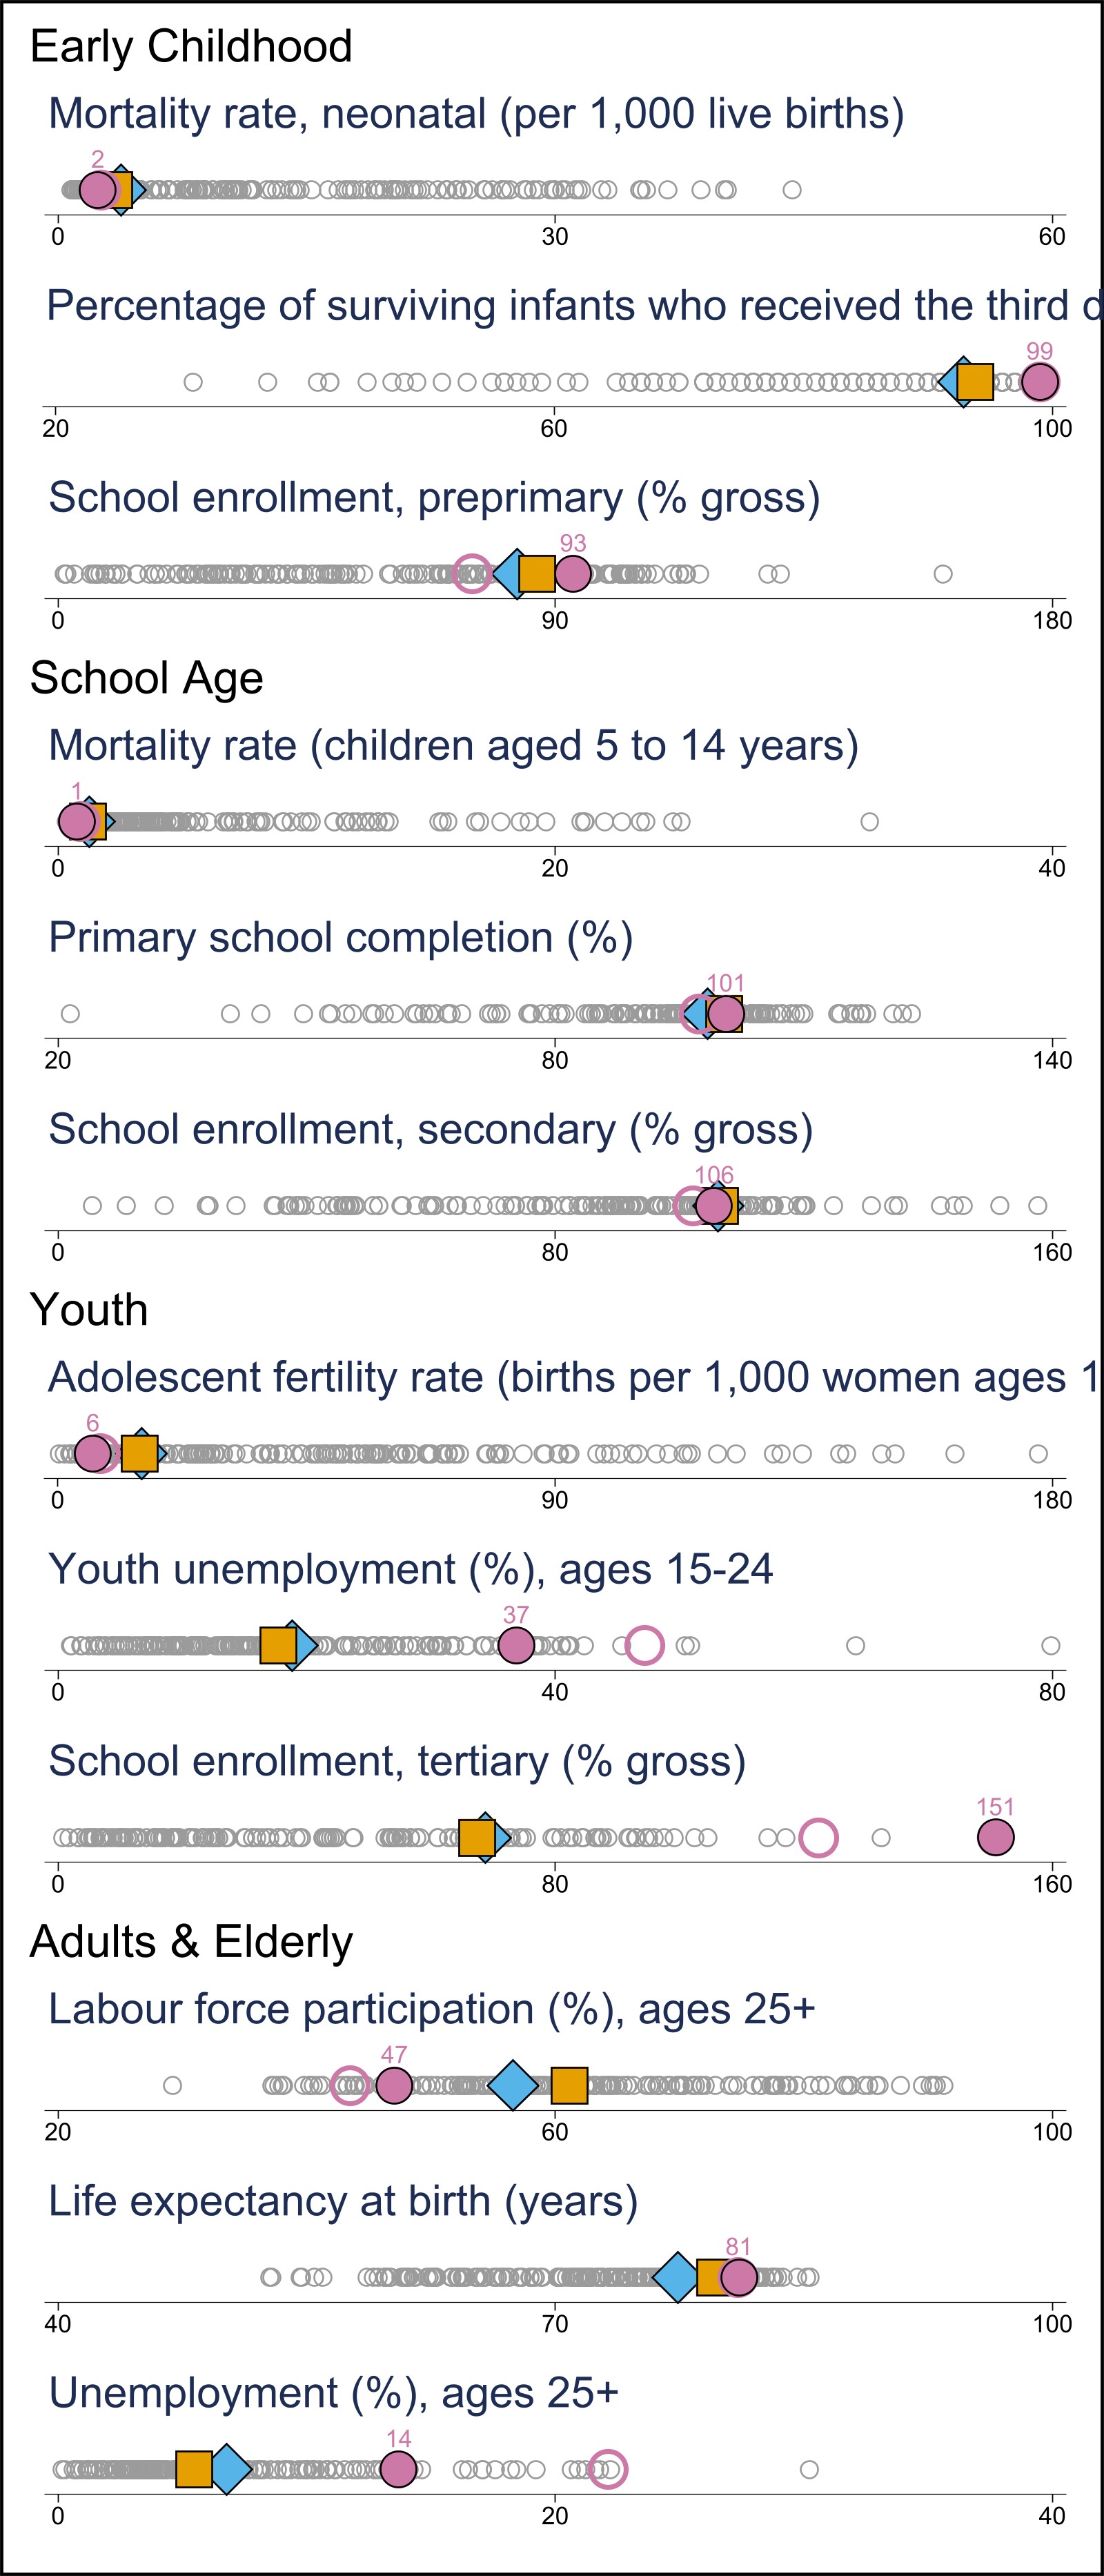 Early Childhood
Mortality rate, neonatal (per 1,000 live births)
2
0 30 60
Percentage of surviving infants who received the third d
99
20 60 100
School enrollment, preprimary (% gross)
93
0 90 180
School Age
Mortality rate (children aged 5 to 14 years)
1
0 20 40
Primary school completion (%)
101
20 80 140
School enrollment, secondary (% gross)
106
0 80 160
Youth
Adolescent fertility rate (births per 1,000 women ages 1
6
0 90 180
Youth unemployment (%), ages 15-24
37
0 40 80
School enrollment, tertiary (% gross)
151
0 80 160
Adults & Elderly
Labour force participation (%), ages 25+
47
20 60 100
Life expectancy at birth (years)
81
40 70 100
Unemployment (%), ages 25+
14
0 20 40